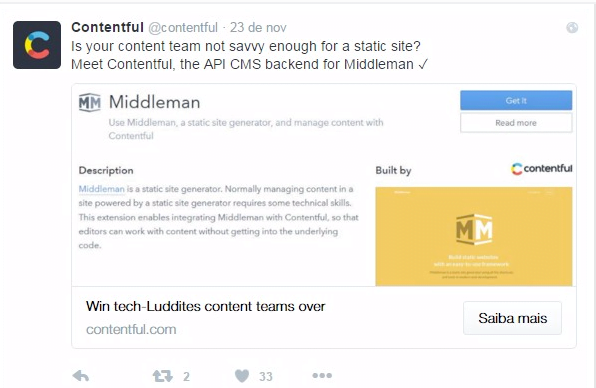 Contentful @contentful · 23 de nov
Is your content team not savvy enough for a static site?
Meet Contentful, the API CMS backend for Middleman ✓
MM Middleman
Get It
Use Middleman, a static site generator, and manage content with
Contentful
Read more
Description
Built by
contentful
Middleman is a static site generator. Normally managing content in a
site powered by a static site generator requires some technical skills.
This extension enables integrating Middleman with Contentful, so that
editors can work with content without getting into the underlying
code.
MM
Build static websites
Win tech-Luddites content teams over
contentful.com
Saiba mais
2
33